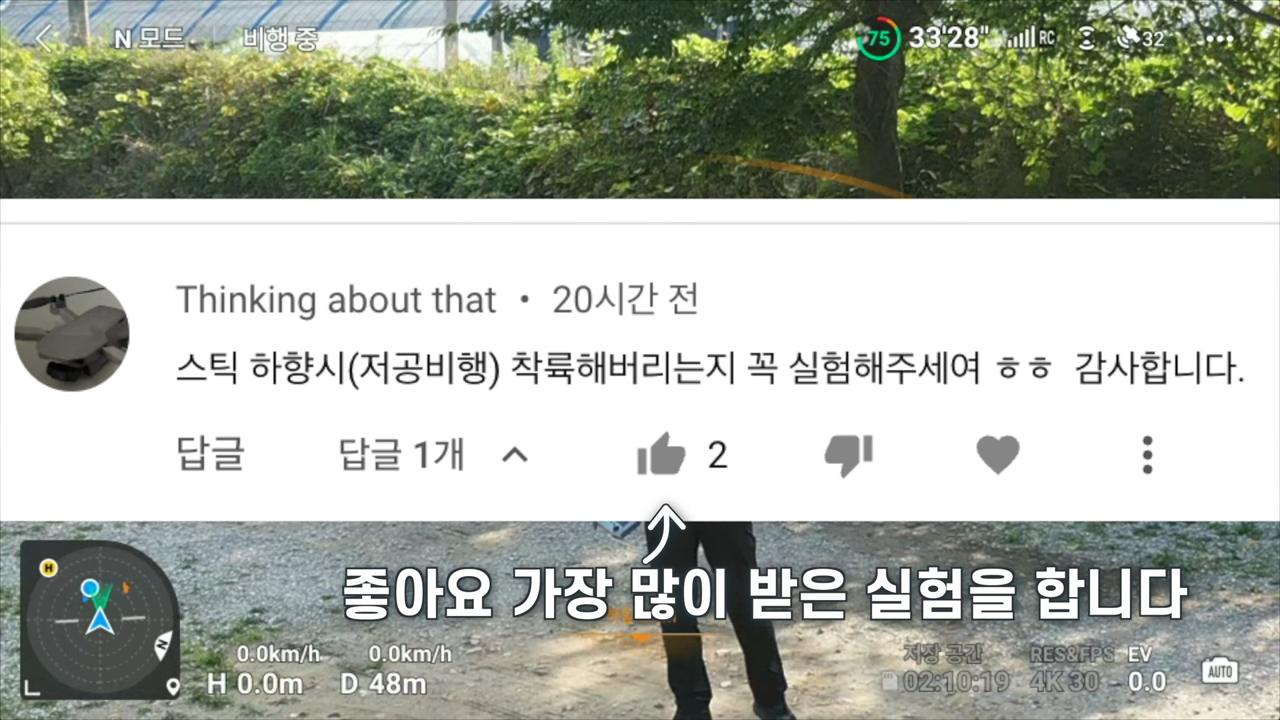 N 모드
비행 중
75
33'28"
RC
32
Thinking about that • 20시간 전
스틱 하향시(저공비행) 착륙해버리는지 꼭 실험해주세여 ㅎㅎ 감사합니다.
답글
답글 1개
2
좋아요 가장 많이 받은 실험을 합니다
H
N
L
0.0km/h
0.0km/h
H 0.0m
D 48m
저장 공간
02:10:19
RES&FPS
4K 30
EV
0.0
AUTO